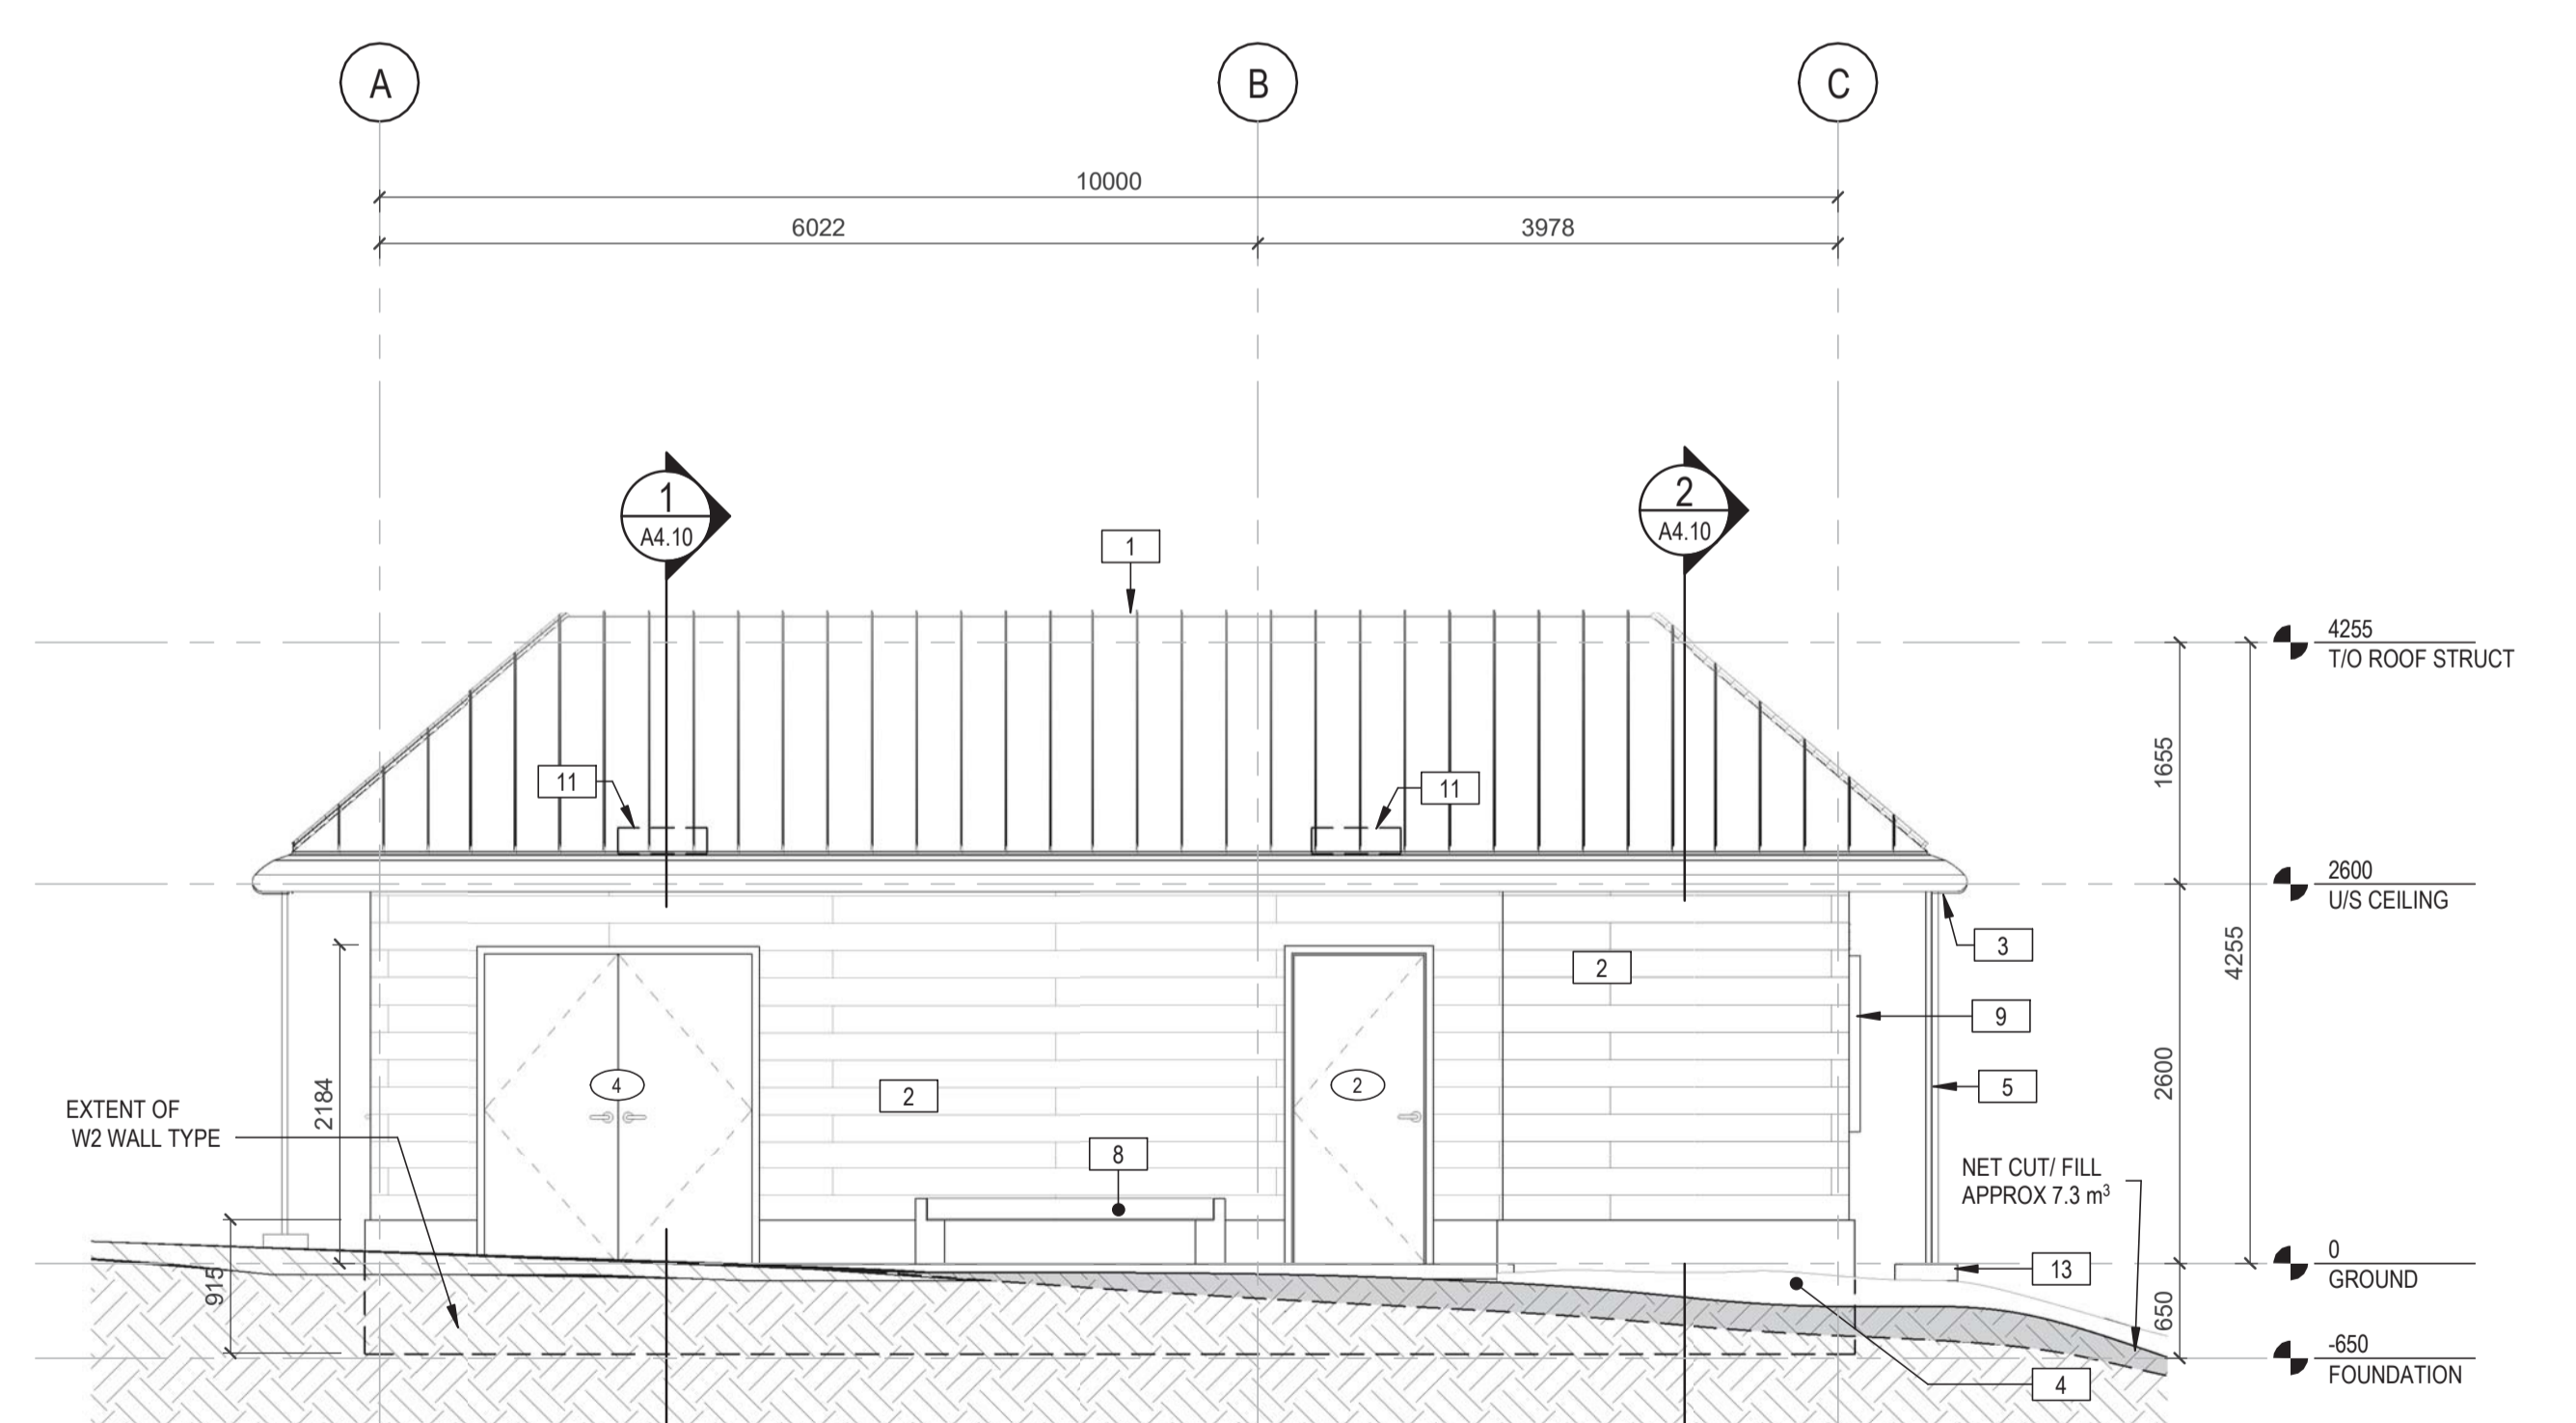 A B C
10000
6022 3978
1
A4.10
2
A4.10
1
4255
T/O ROOF STRUCT
1655
11 11
2600
U/S CEILING
3
4255
2
9
2184
4 2
2
2600
5
EXTENT OF
W2 WALL TYPE
8
NET CUT/ FILL
APPROX 7.3 m³
0
GROUND
13
915
650
-650
FOUNDATION
4